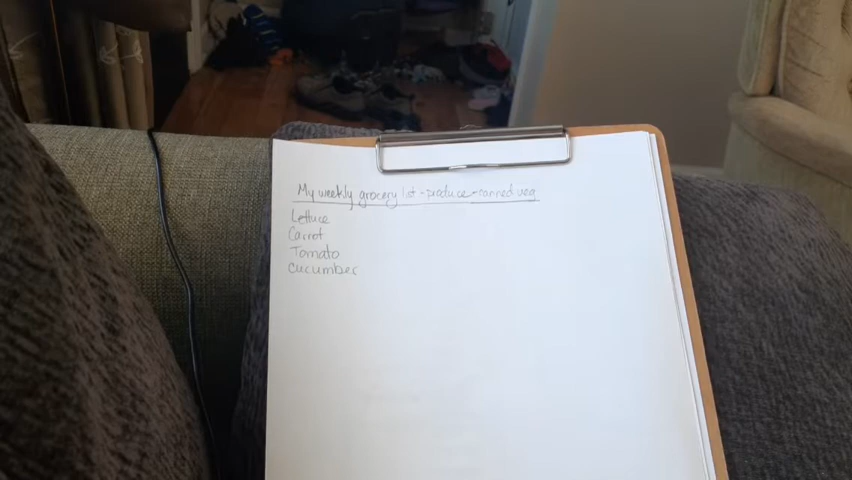 My weekly grocery list - produce - canned veg
Lettuce
Carrot
Tomato
Cucumber